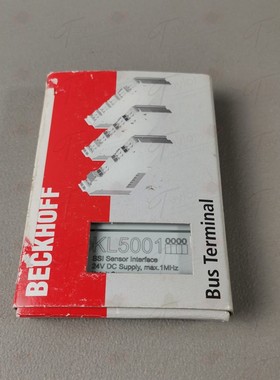 BECKHOFF
KL5001
0000
SSI Sensor Interface
24V DC Supply, max.1MHz
Bus Terminal